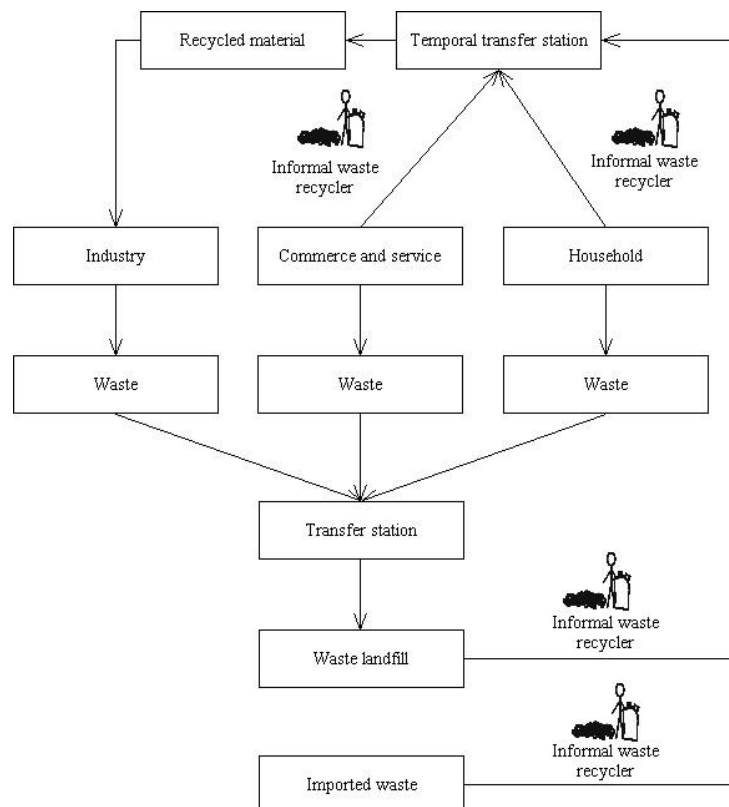 Recycled material
Temporal transfer station
Informal waste
recycler
Informal waste
recycler
Industry
Commerce and service
Household
Waste
Waste
Waste
Transfer station
Informal waste
recycler
Waste landfill
Informal waste
recycler
Imported waste